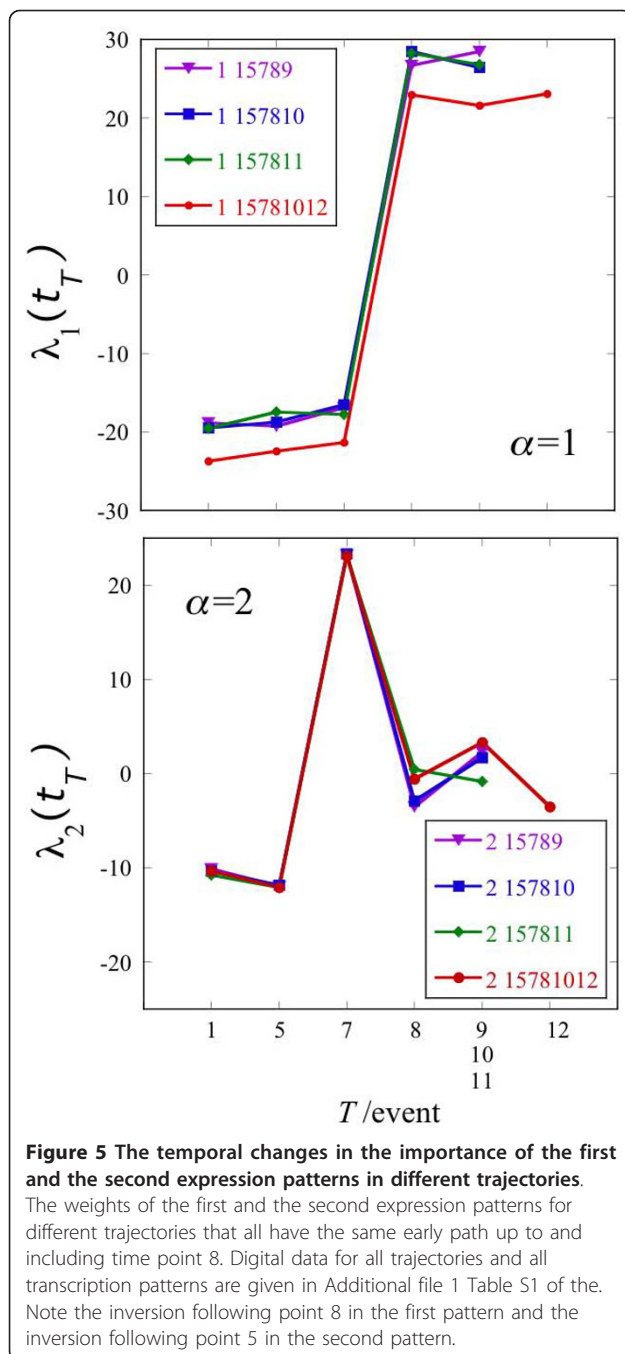 30
20
10
0
-10
-20
-30
λ₁(t_T)
1 15789
1 157810
1 157811
1 15781012
α=1
20
10
0
-10
-20
λ₂(t_T)
α=2
2 15789
2 157810
2 157811
2 15781012
1 5 7 8 9 12
10
11
T /event
Figure 5 The temporal changes in the importance of the first
and the second expression patterns in different trajectories.
The weights of the first and the second expression patterns for
different trajectories that all have the same early path up to and
including time point 8. Digital data for all trajectories and all
transcription patterns are given in Additional file 1 Table S1 of the.
Note the inversion following point 8 in the first pattern and the
inversion following point 5 in the second pattern.